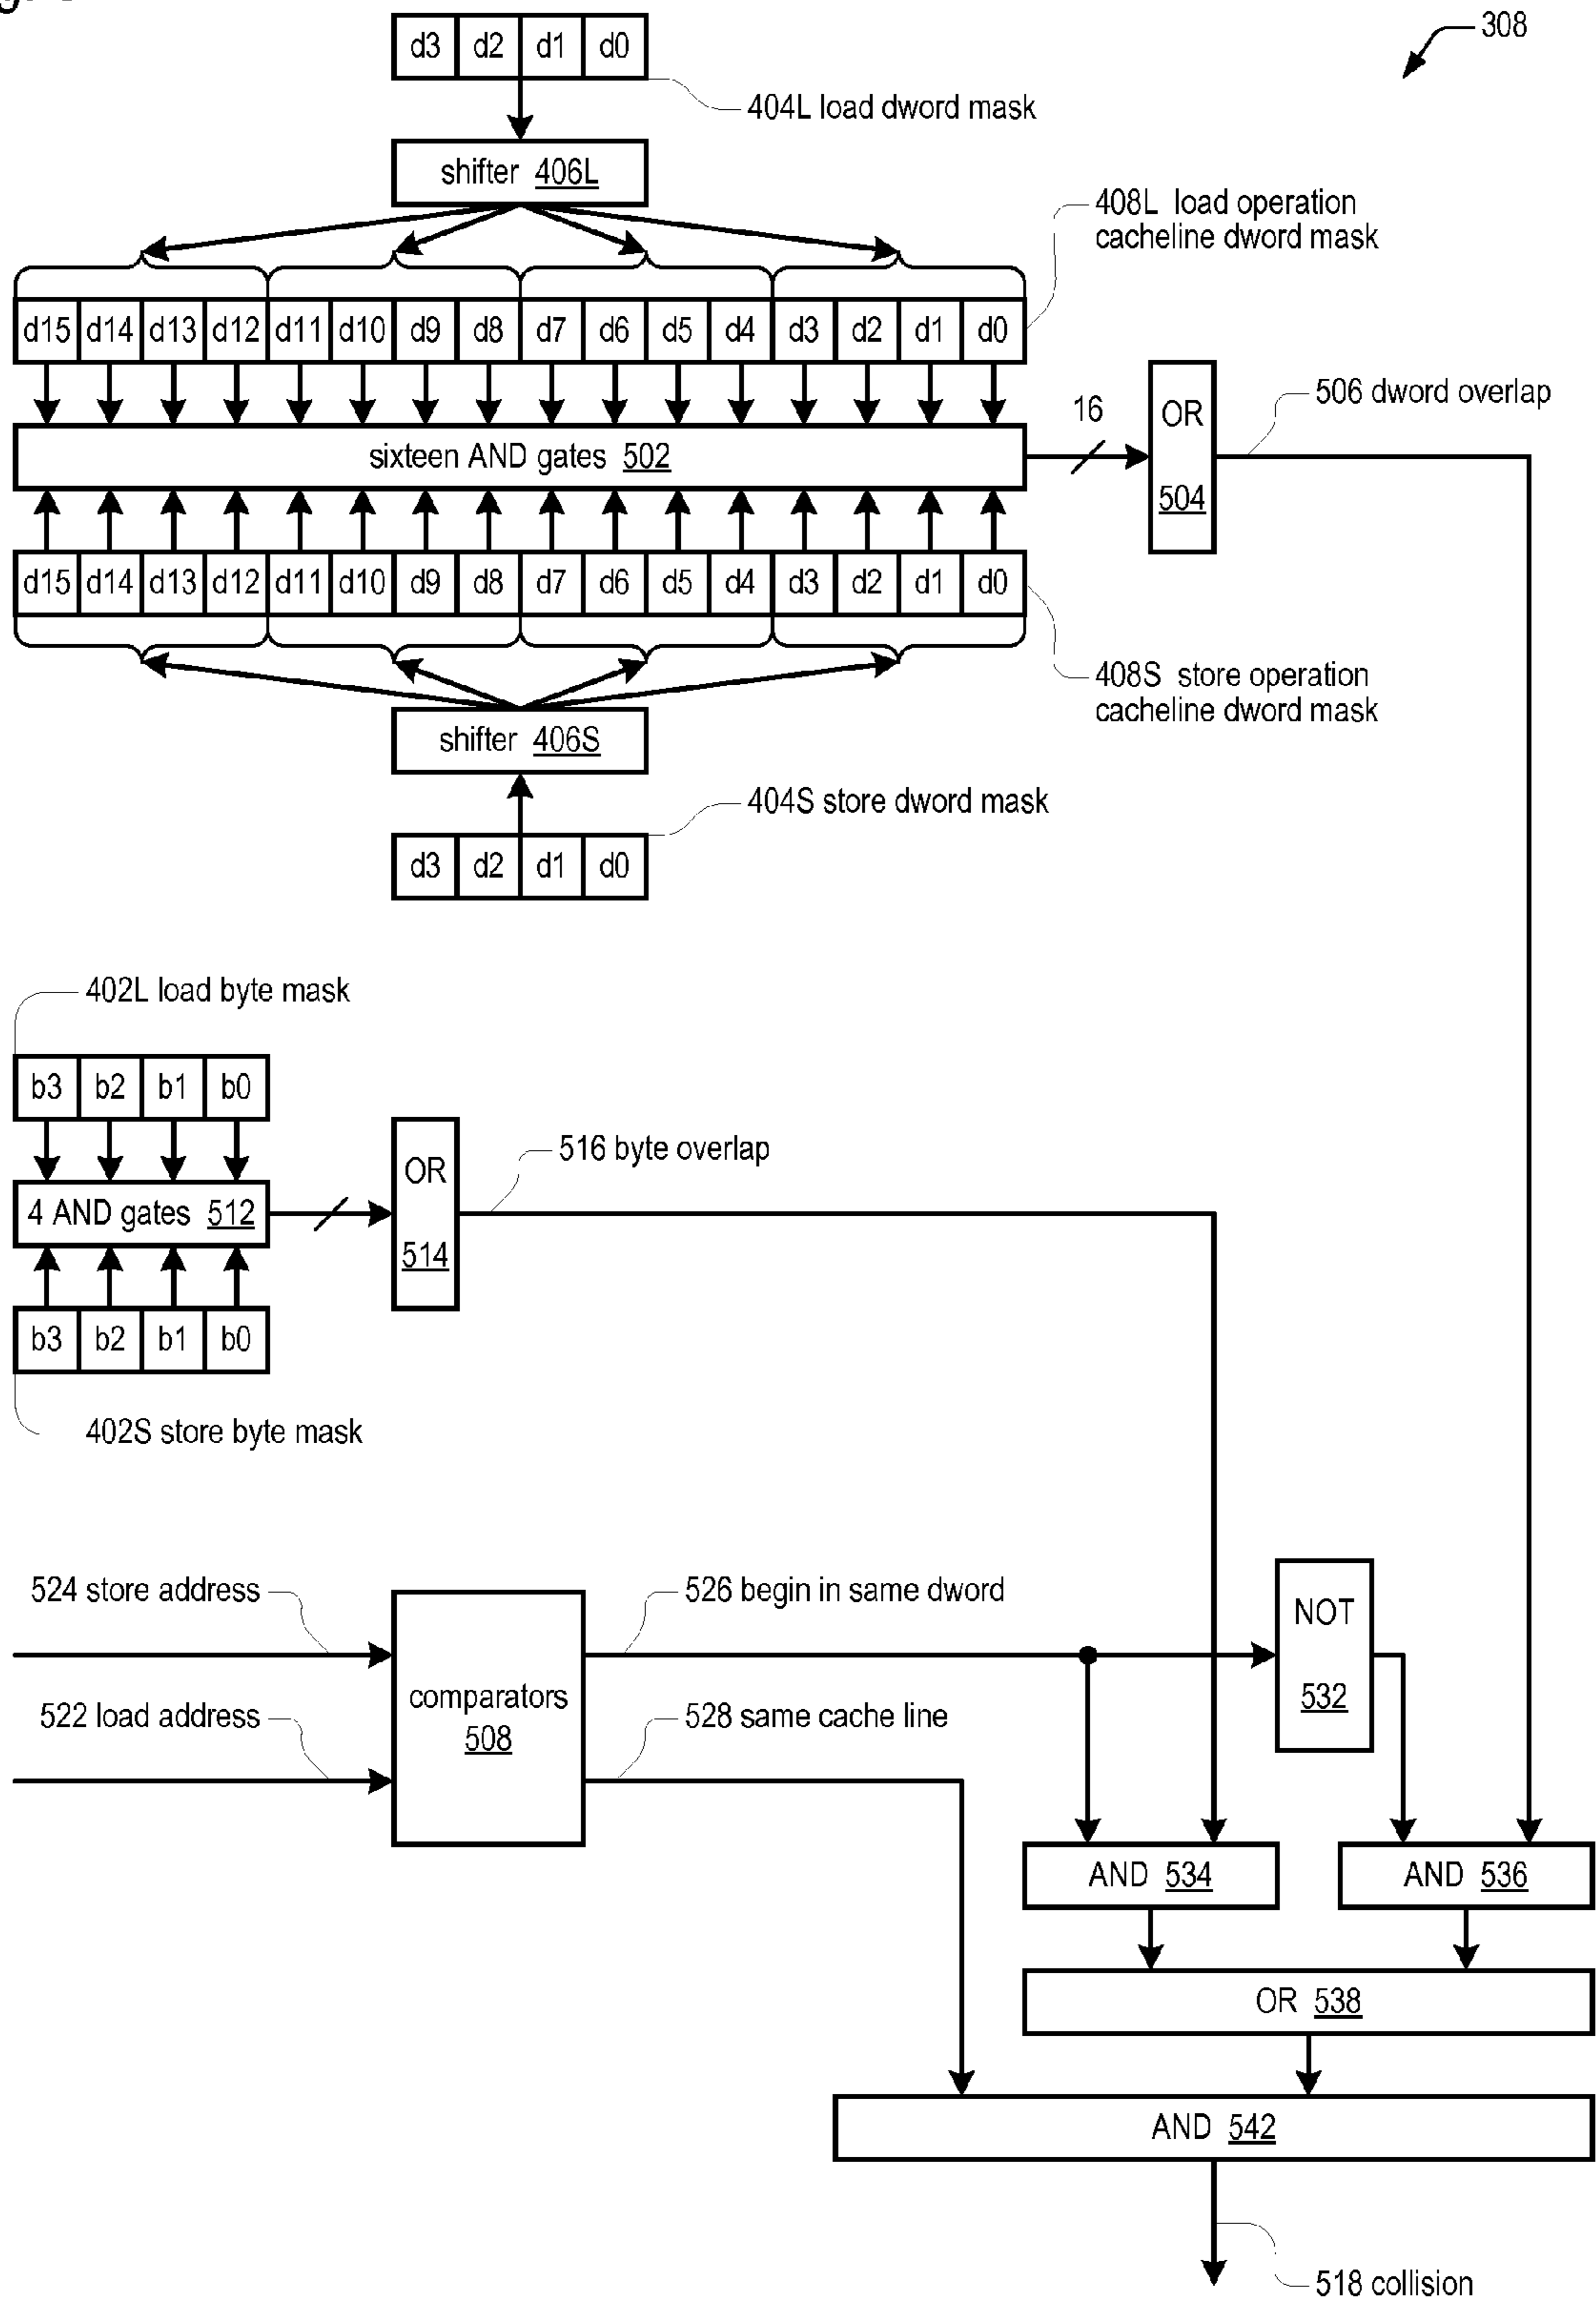 308
d3 d2 d1 d0
404L load dword mask
shifter 406L
408L load operation
cacheline dword mask
d15 d14 d13 d12 d11 d10 d9 d8 d7 d6 d5 d4 d3 d2 d1 d0
16
OR
504
506 dword overlap
sixteen AND gates 502
d15 d14 d13 d12 d11 d10 d9 d8 d7 d6 d5 d4 d3 d2 d1 d0
408S store operation
cacheline dword mask
shifter 406S
404S store dword mask
d3 d2 d1 d0
402L load byte mask
b3 b2 b1 b0
4 AND gates 512
OR
514
516 byte overlap
b3 b2 b1 b0
402S store byte mask
524 store address
522 load address
comparators
508
526 begin in same dword
528 same cache line
NOT
532
AND 534
AND 536
OR 538
AND 542
518 collision